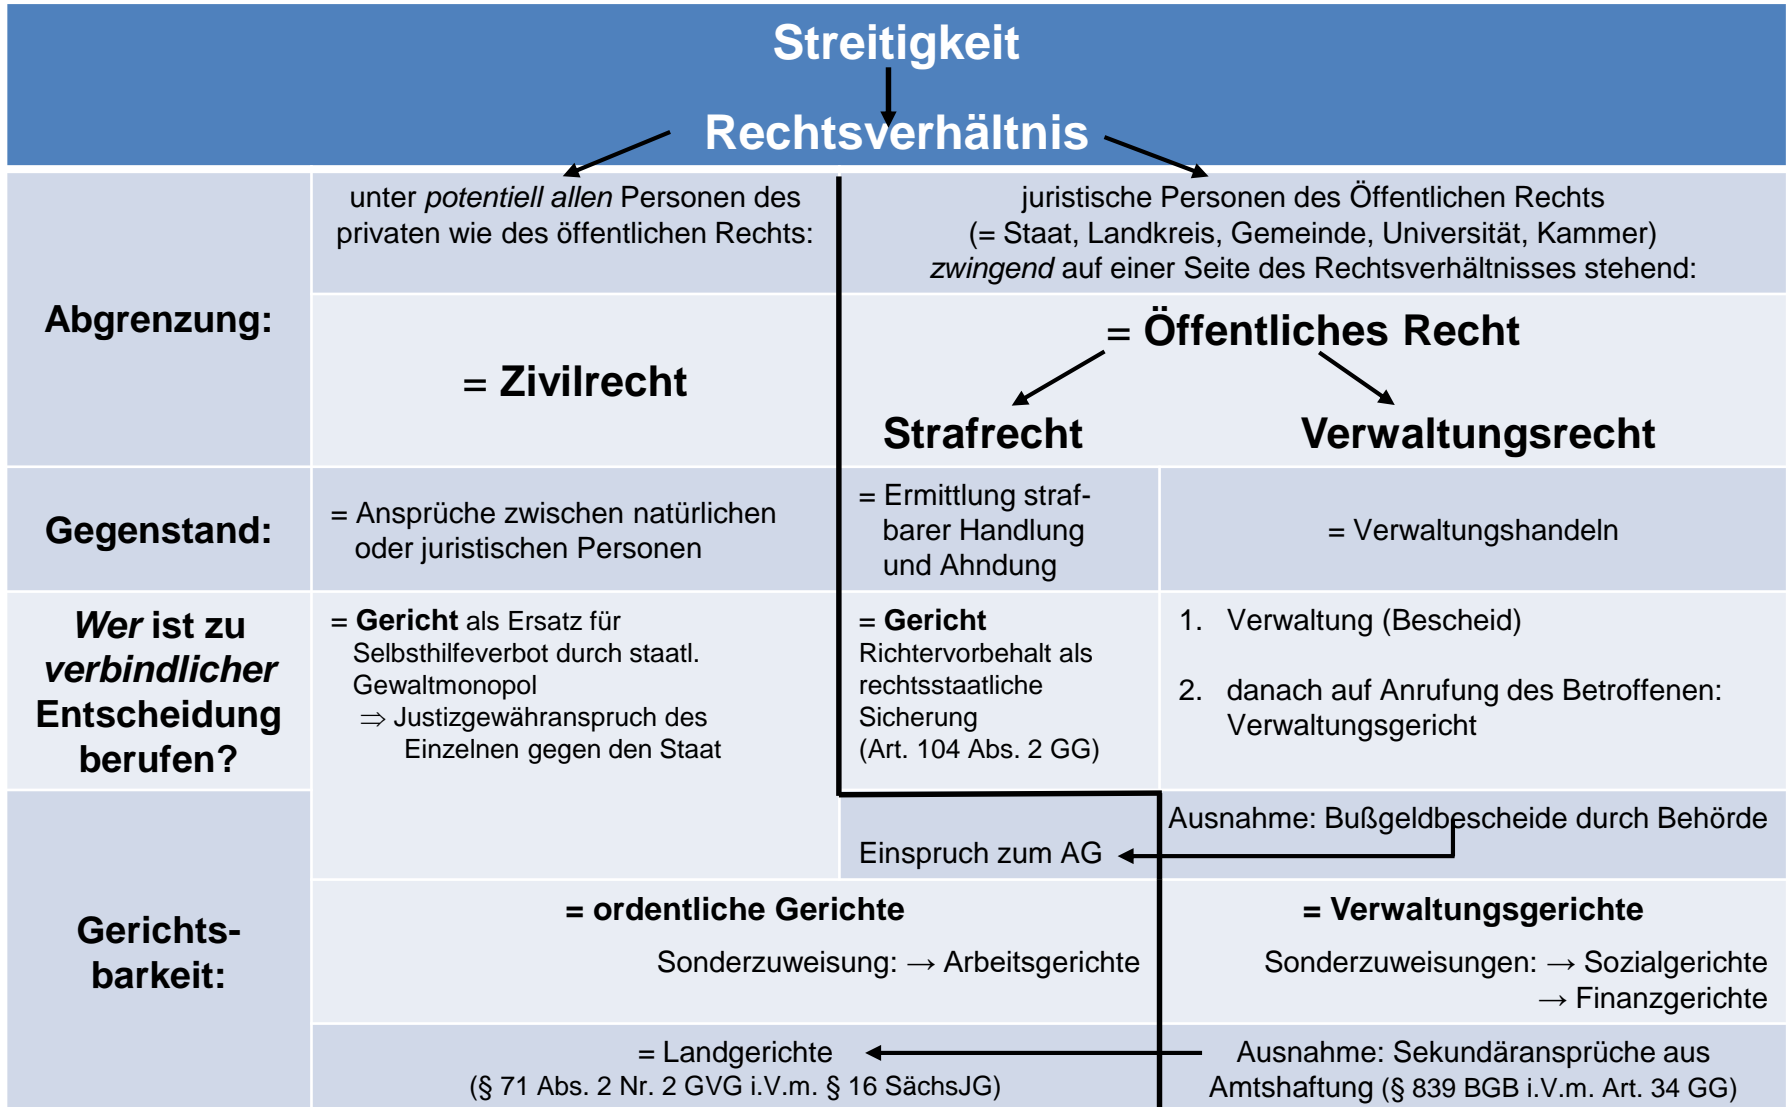 Streitigkeit
Rechtsverhältnis
Abgrenzung:
unter potentiell allen Personen des
privaten wie des öffentlichen Rechts:
juristische Personen des Öffentlichen Rechts
(= Staat, Landkreis, Gemeinde, Universität, Kammer)
zwingend auf einer Seite des Rechtsverhältnisses stehend:
= Zivilrecht
= Öffentliches Recht
Strafrecht
Verwaltungsrecht
Gegenstand:
= Ansprüche zwischen natürlichen
oder juristischen Personen
= Ermittlung straf-
barer Handlung
und Ahndung
= Verwaltungshandeln
Wer ist zu
verbindlicher
Entscheidung
berufen?
= Gericht als Ersatz für
Selbsthilfeverbot durch staatl.
Gewaltmonopol
⇒ Justizgewähranspruch des
Einzelnen gegen den Staat
= Gericht
Richtervorbehalt als
rechtsstaatliche
Sicherung
(Art. 104 Abs. 2 GG)
1. Verwaltung (Bescheid)
2. danach auf Anrufung des Betroffenen:
Verwaltungsgericht
Gerichts-
barkeit:
Ausnahme: Bußgeldbescheide durch Behörde
Einspruch zum AG
= ordentliche Gerichte
Sonderzuweisung: → Arbeitsgerichte
= Verwaltungsgerichte
Sonderzuweisungen: → Sozialgerichte
→ Finanzgerichte
= Landgerichte
(§ 71 Abs. 2 Nr. 2 GVG i.V.m. § 16 SächsJG)
Ausnahme: Sekundäransprüche aus
Amtshaftung (§ 839 BGB i.V.m. Art. 34 GG)